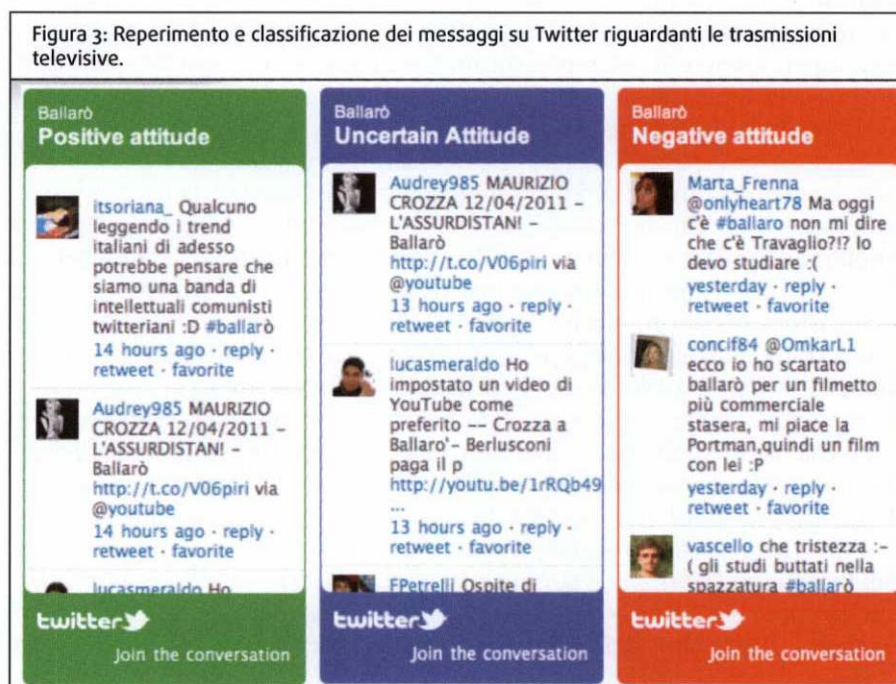 Figura 3: Reperimento e classificazione dei messaggi su Twitter riguardanti le trasmissioni
televisive.
Ballarò
Positive attitude
itsoriana_ Qualcuno
leggendo i trend
italiani di adesso
potrebbe pensare che
siamo una banda di
intellettuali comunisti
twitteriani :D #ballarò
14 hours ago · reply ·
retweet · favorite
Audrey985 MAURIZIO
CROZZA 12/04/2011 –
L'ASSURDISTAN! –
Ballarò
http://t.co/V06piri via
@youtube
14 hours ago · reply ·
retweet · favorite
lucasmeraldo Ho
twitter
Join the conversation
Ballarò
Uncertain Attitude
Audrey985 MAURIZIO
CROZZA 12/04/2011 –
L'ASSURDISTAN! –
Ballarò
http://t.co/V06piri via
@youtube
13 hours ago · reply ·
retweet · favorite
lucasmeraldo Ho
impostato un video di
YouTube come
preferito -- Crozza a
Ballaro'- Berlusconi
paga il p
http://youtu.be/1rRQb49
...
13 hours ago · reply ·
retweet · favorite
FPetrelli Ospite di
twitter
Join the conversation
Ballarò
Negative attitude
Marta_Frenna
@onlyheart78 Ma oggi
c'è #ballaro non mi dire
che c'è Travaglio?!? lo
devo studiare :(
yesterday · reply ·
retweet · favorite
concif84 @OmkarL1
ecco io ho scartato
ballarò per un filmetto
più commerciale
stasera, mi piace la
Portman,quindi un film
con lei :P
yesterday · reply ·
retweet · favorite
vascello che tristezza :-
( gli studi buttati nella
spazzatura #ballarò
twitter
Join the conversation